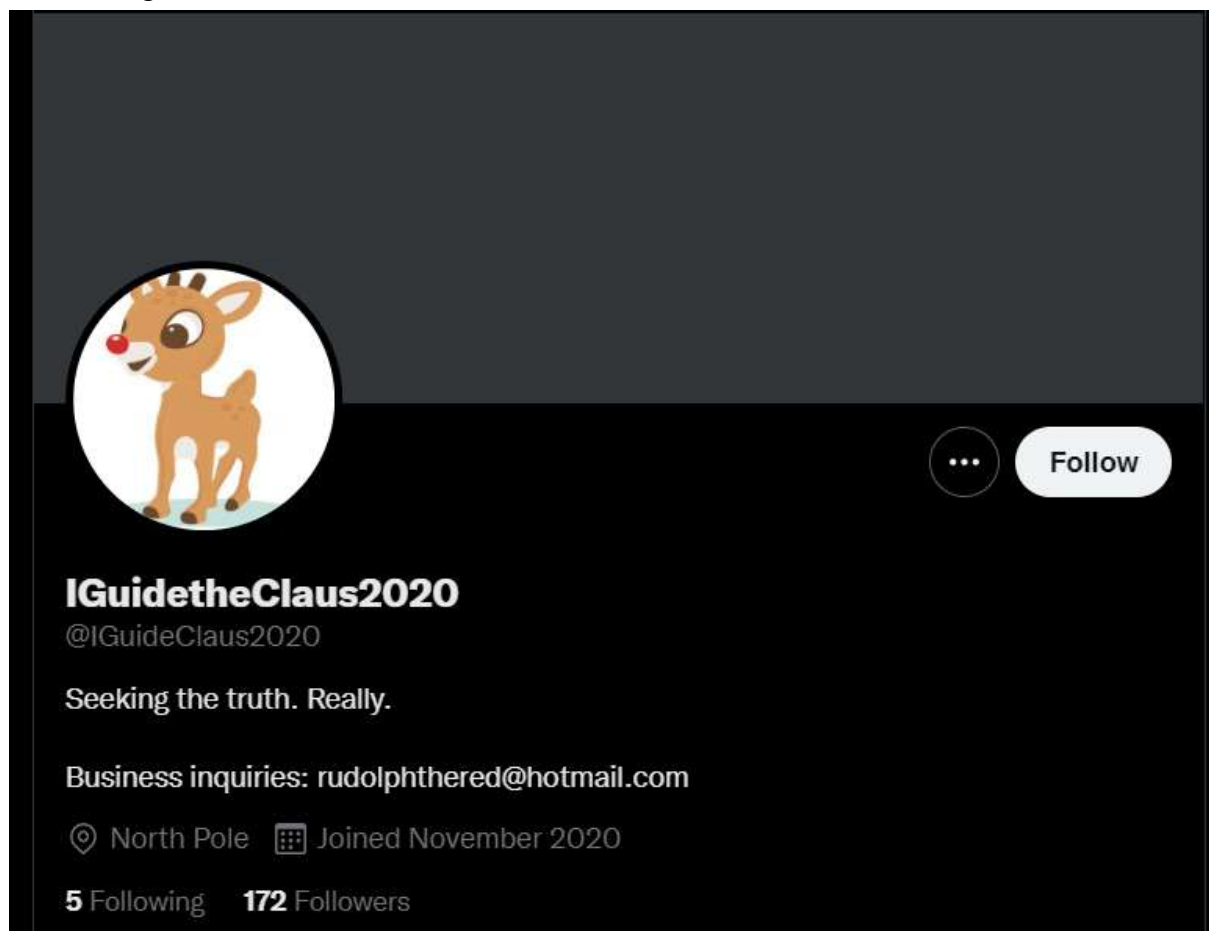 Follow
IGuidetheClaus2020
@IGuideClaus2020
Seeking the truth. Really.
Business inquiries: rudolphthered@hotmail.com
North Pole Joined November 2020
5 Following 172 Followers